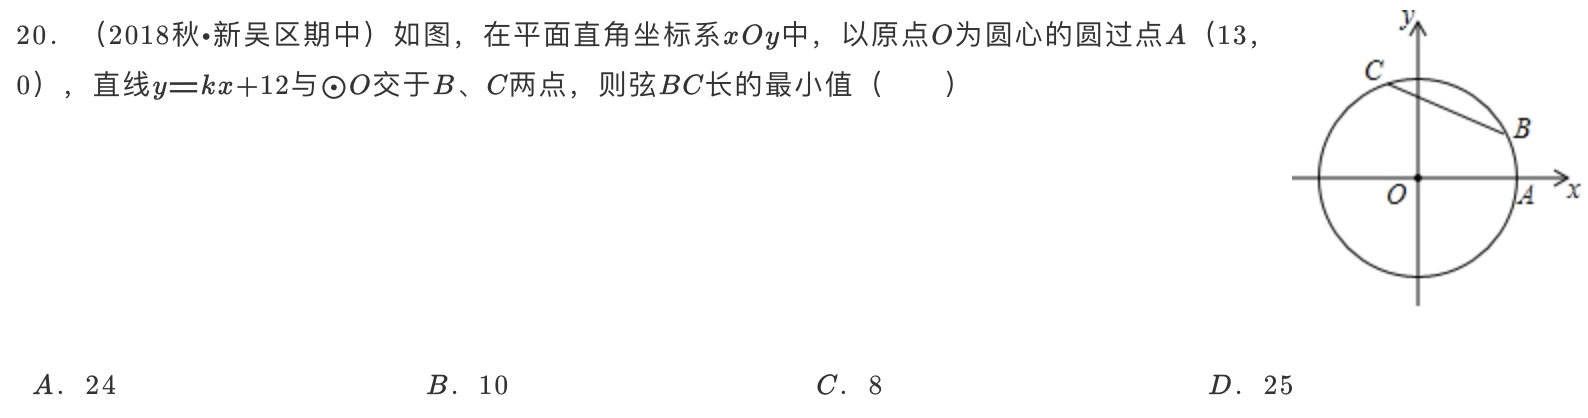 20. （2018秋•新吴区期中）如图，在平面直角坐标系xOy中，以原点O为圆心的圆过点A（13，
0），直线y=kx+12与⊙O交于B、C两点，则弦BC长的最小值（  ）
y
C
B
O
A
x
A. 24 B. 10 C. 8 D. 25